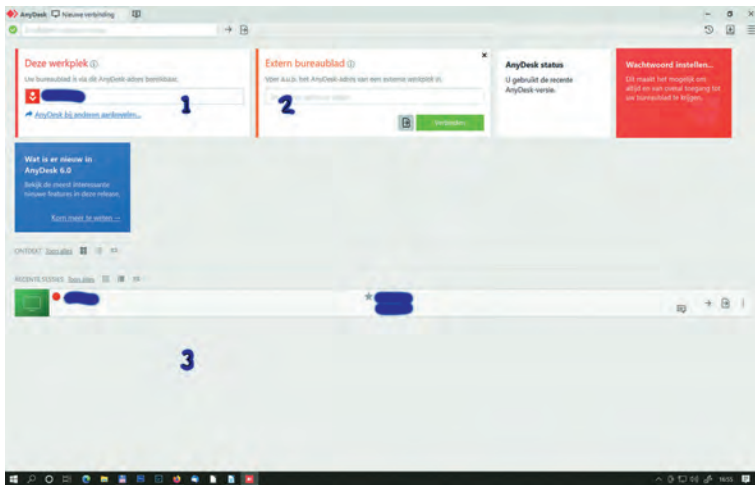 AnyDesk Nieuwe verbinding
Deze werkplek
Uw bureaublad is via dit AnyDesk-adres bereikbaar.
1
AnyDesk bij anderen aanbevelen...
Extern bureaublad
Voer a.u.b. het AnyDesk-adres van een externe werkplek in.
2
Verbinden
AnyDesk status
U gebruikt de recente
AnyDesk-versie.
Wachtwoord instellen...
Dit maakt het mogelijk om
altijd en van overal toegang tot
uw bureaublad te krijgen.
Wat is er nieuw in
AnyDesk 6.0
Bekijk de meest interessante
nieuwe features in deze release.
Kom meer te weten
ONTDEKT Toon alles
RECENTE SESSIES Toon alles
3